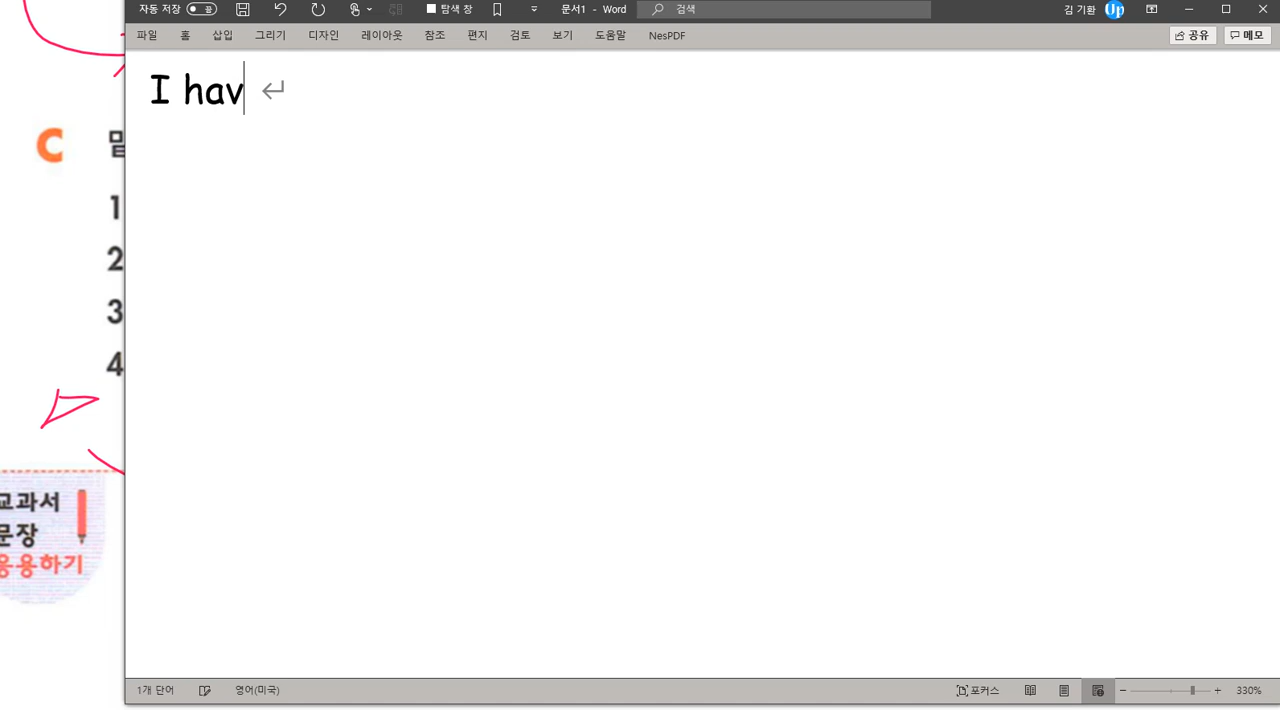 자동 저장 탐색 창 문서1 - Word 검색 김 기환 Up
파일 홈 삽입 그리기 디자인 레이아웃 참조 편지 검토 보기 도움말 NesPDF 공유 메모
I hav
C
1
2
3
4
교과서
문장
응용하기
1개 단어 영어(미국) 포커스 330%